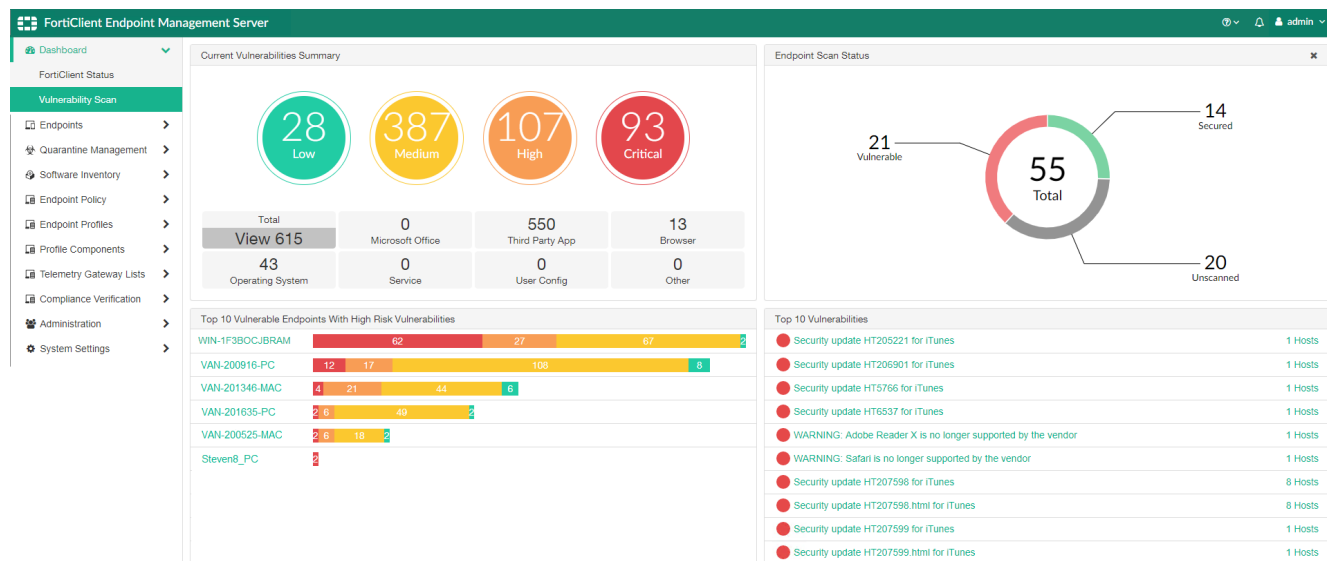 FortiClient Endpoint Management Server
admin
Dashboard
FortiClient Status
Vulnerability Scan
Endpoints
Quarantine Management
Software Inventory
Endpoint Policy
Endpoint Profiles
Profile Components
Telemetry Gateway Lists
Compliance Verification
Administration
System Settings
Current Vulnerabilities Summary
28 387 107 93
Low Medium High Critical
Total 0 550 13
View 615 Microsoft Office Third Party App Browser
43 0 0 0
Operating System Service User Config Other
Endpoint Scan Status
14
Secured
21
Vulnerable
55
Total
20
Unscanned
Top 10 Vulnerable Endpoints With High Risk Vulnerabilities
WIN-1F3BOCJBRAM 62 27 67 2
VAN-200916-PC 12 17 108 8
VAN-201346-MAC 4 21 44 6
VAN-201635-PC 2 6 49 2
VAN-200525-MAC 2 6 18 2
Steven8_PC 2
Top 10 Vulnerabilities
Security update HT205221 for iTunes 1 Hosts
Security update HT206901 for iTunes 1 Hosts
Security update HT5766 for iTunes 1 Hosts
Security update HT6537 for iTunes 1 Hosts
WARNING: Adobe Reader X is no longer supported by the vendor 1 Hosts
WARNING: Safari is no longer supported by the vendor 1 Hosts
Security update HT207598 for iTunes 8 Hosts
Security update HT207598.html for iTunes 8 Hosts
Security update HT207599 for iTunes 1 Hosts
Security update HT207599.html for iTunes 1 Hosts